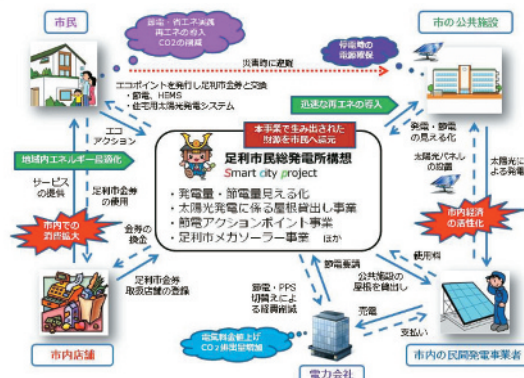 市民
節電・省エネ実践
再エネの導入
CO2の削減
停電時の
電源確保
市の公共施設
災害時に避難
エコポイントを発行し足利市金券と交換
・節電、HEMS
・住宅用太陽光発電システム
迅速な再エネの導入
エコ
アクション
本事業で生み出された
財源を市民へ還元
発電・節電
の見える化
地域内エネルギー最適化
足利市民総発電所構想
Smart city project
太陽光パネル
の設置
太陽光に
よる発電
サービス
の提供
足利市金券
の使用
・発電量・節電量見える化
・太陽光発電に係る屋根貸出し事業
・節電アクションポイント事業
・足利市メガソーラー事業 ほか
市内での
消費拡大
市内経済
の活性化
金券の
換金
使用料
足利市金券
取扱店舗の登録
節電要請
公共施設の
屋根を貸出し
節電・PPS
切替えによ
る経費削減
売電
支払い
電気料金値上げ
CO2排出量増加
市内店舗
電力会社
市内の民間発電事業者